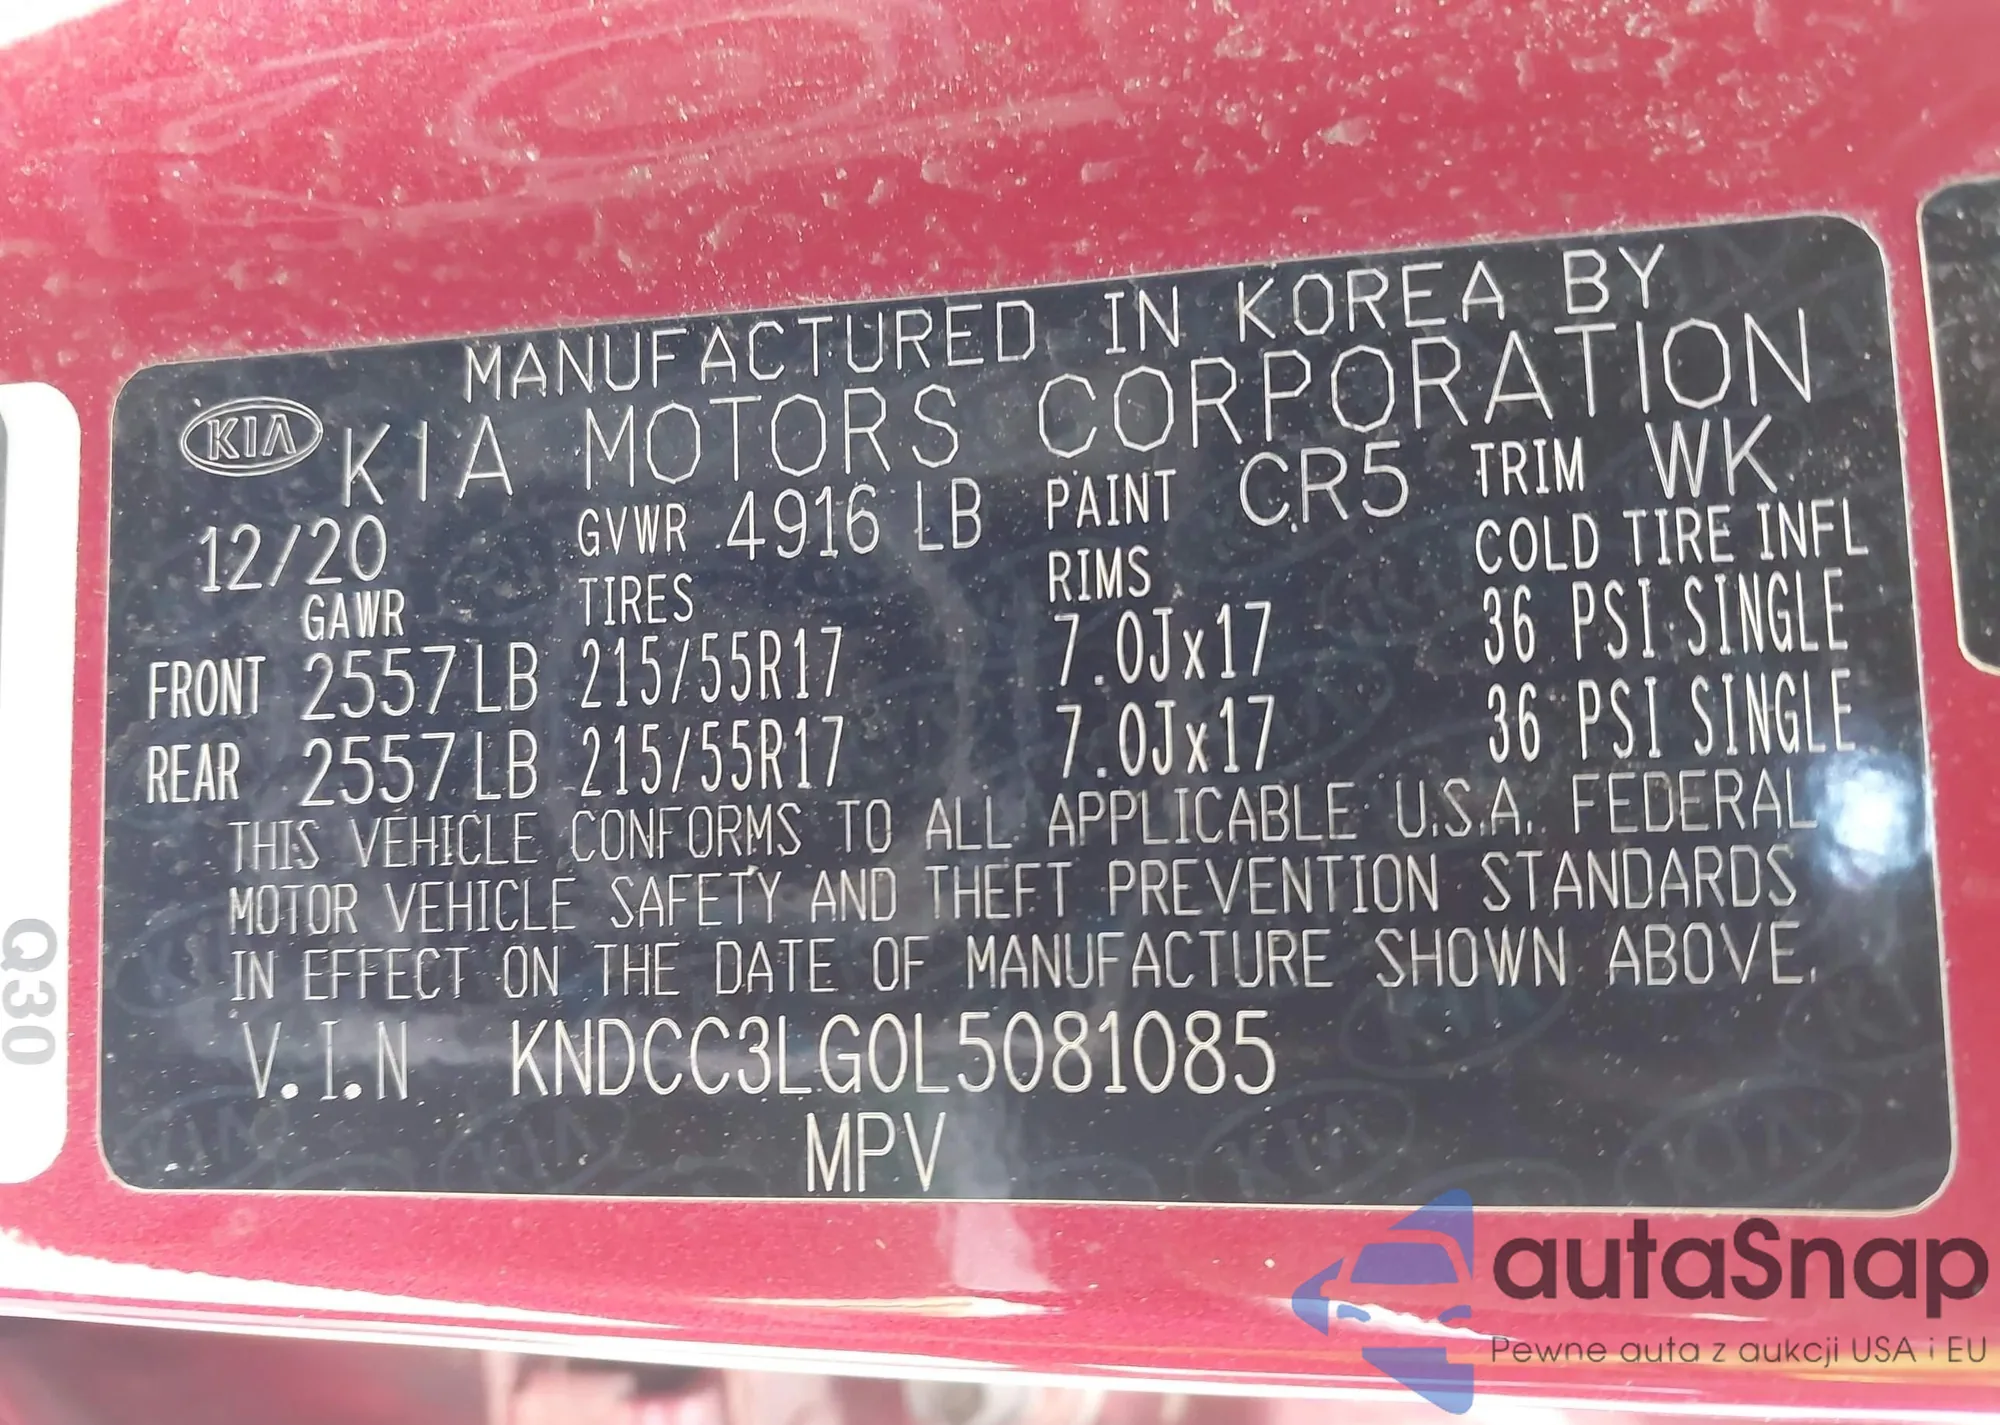 MANUFACTURED IN KOREA BY
KIA KIA MOTORS CORPORATION
12/20 GVWR 4916 LB PAINT CR5 TRIM WK
GAWR TIRES RIMS COLD TIRE INFL
FRONT 2557 LB 215/55R17 7.0Jx17 36 PSI SINGLE
REAR 2557 LB 215/55R17 7.0Jx17 36 PSI SINGLE
THIS VEHICLE CONFORMS TO ALL APPLICABLE U.S.A. FEDERAL
MOTOR VEHICLE SAFETY AND THEFT PREVENTION STANDARDS
IN EFFECT ON THE DATE OF MANUFACTURE SHOWN ABOVE.
V.I.N KNDCC3LG0L5081085
MPV
Q30
autaSnap
Pewne auta z aukcji USA i EU